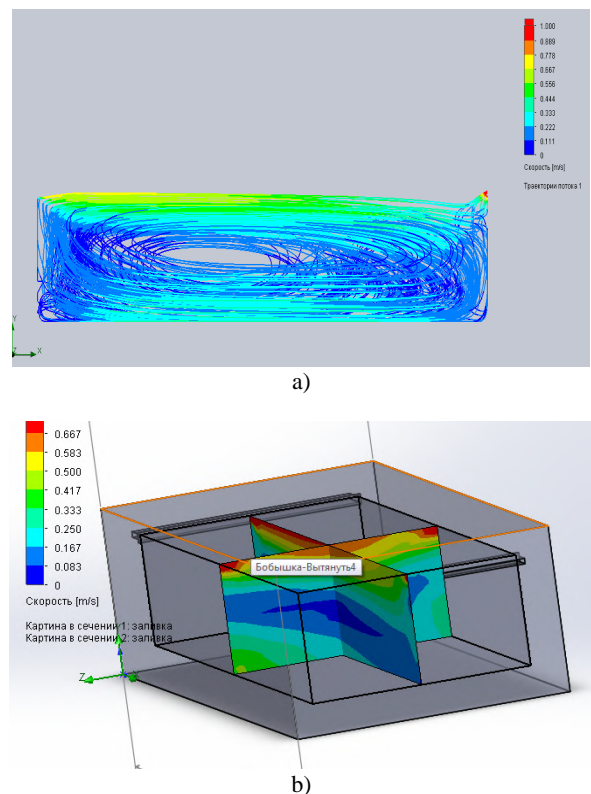 1.000
0.889
0.778
0.667
0.556
0.444
0.333
0.222
0.111
0
Скорость [m/s]
Траектории потока 1
Y
Z X
a)
0.667
0.583
0.500
0.417
0.333
0.250
0.167
0.083
0
Скорость [m/s]
Бобышка-Вытянуть4
Картина в сечении 1: заливка
Картина в сечении 2: заливка
Z
b)